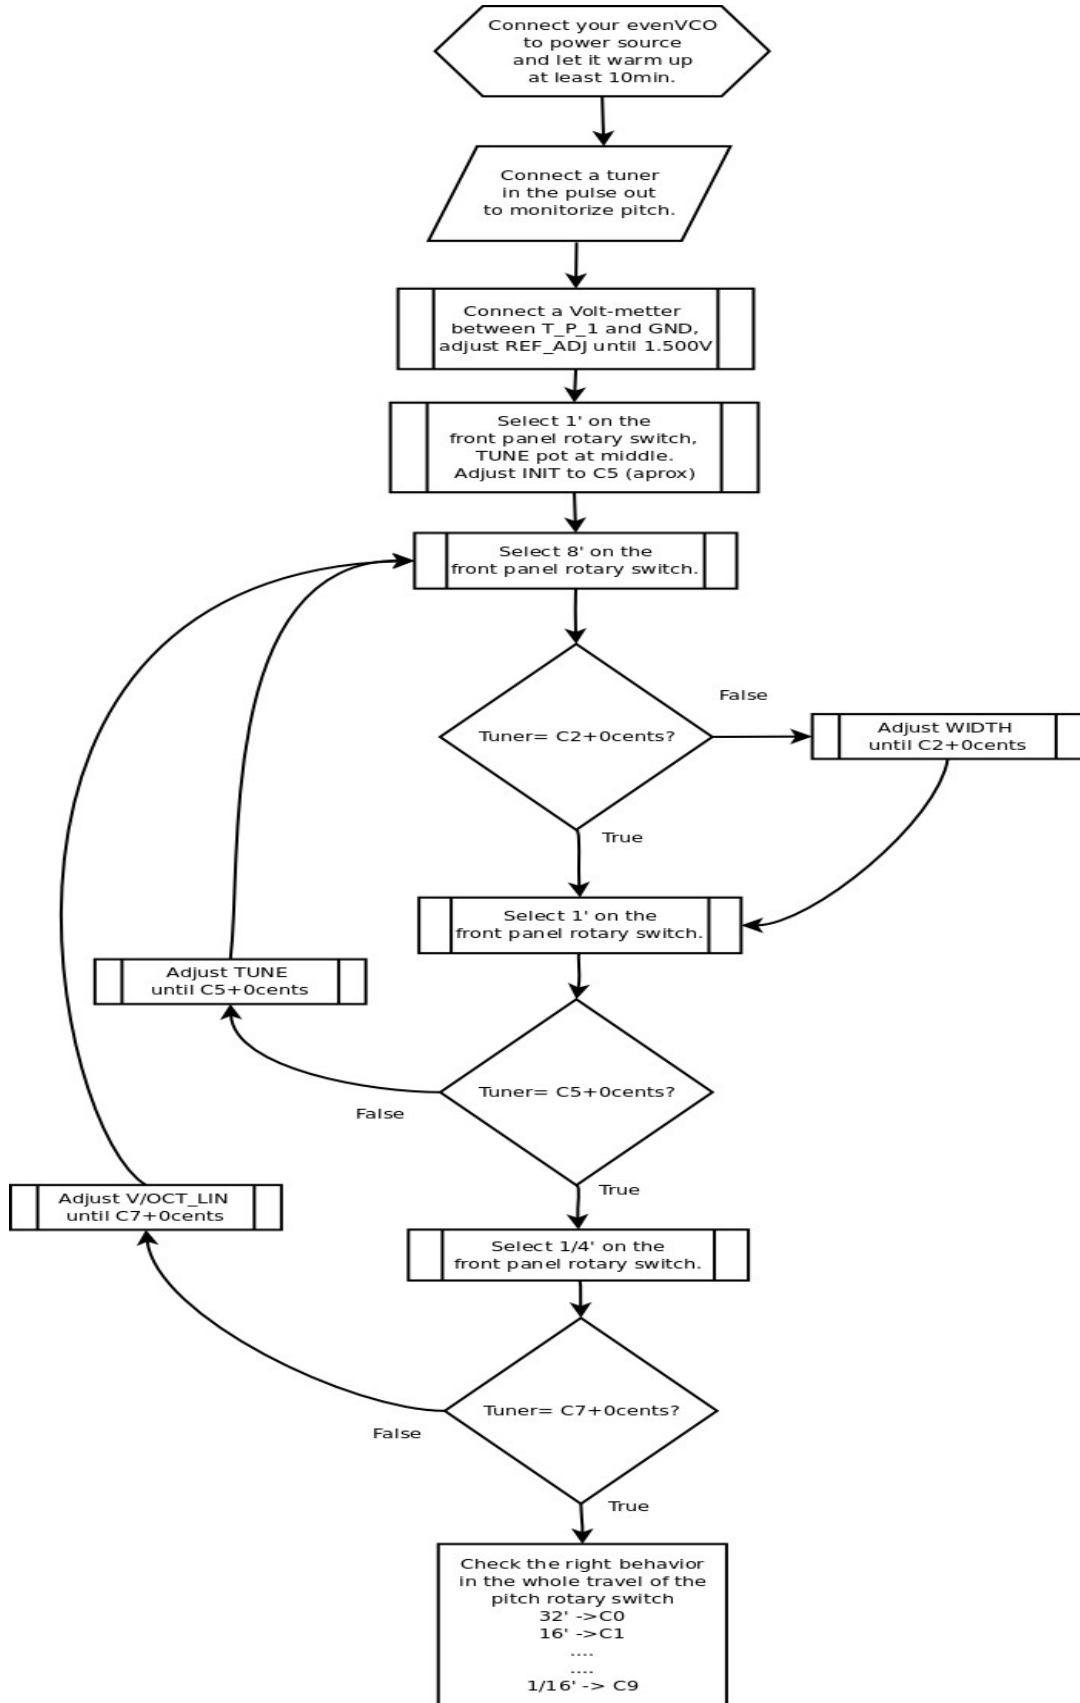 Connect your evenVCO
to power source
and let it warm up
at least 10min.
Connect a tuner
in the pulse out
to monitorize pitch.
Connect a Volt-metter
between T_P_1 and GND,
adjust REF_ADJ until 1.500V
Select 1' on the
front panel rotary switch,
TUNE pot at middle.
Adjust INIT to C5 (aprox)
Select 8' on the
front panel rotary switch.
Tuner= C2+0cents?
False
Adjust WIDTH
until C2+0cents
True
Select 1' on the
front panel rotary switch.
Adjust TUNE
until C5+0cents
Tuner= C5+0cents?
False
True
Adjust V/OCT_LIN
until C7+0cents
Select 1/4' on the
front panel rotary switch.
Tuner= C7+0cents?
False
True
Check the right behavior
in the whole travel of the
pitch rotary switch
32' ->C0
16' ->C1
....
....
1/16' -> C9